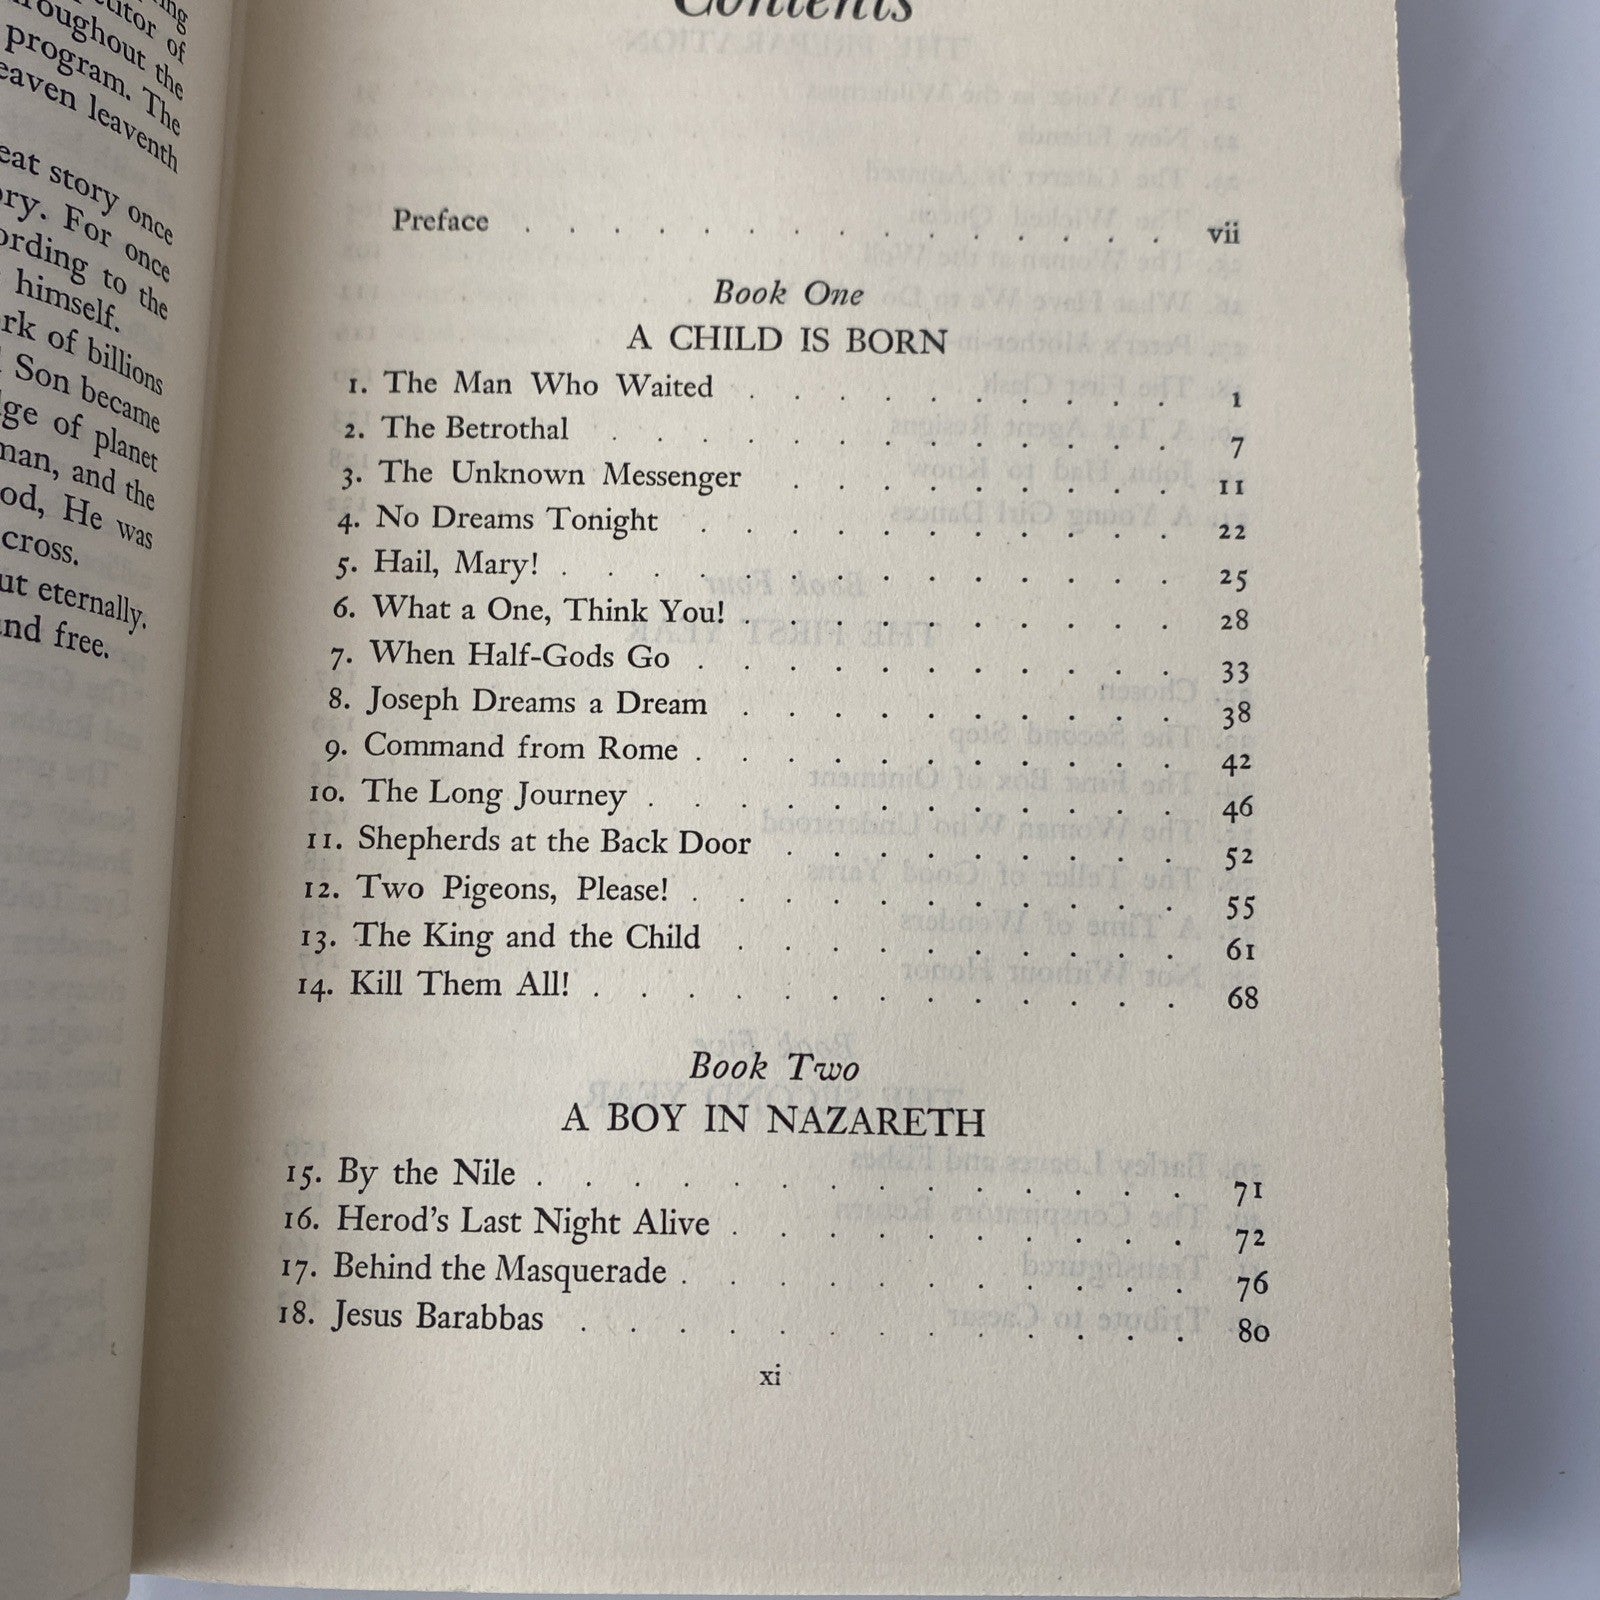 ing
itor of
roughout the
program. The
eaven leaveneth
eat story once
ory. For once
ording to the
himself.
rk of billions
Son became
dge of planet
man, and the
od, He was
cross.
ut eternally.
nd free.
Contents
Preface . . . . . . . . . . . . . . . vii
Book One
A CHILD IS BORN
1. The Man Who Waited . . . . . . . . . . 1
2. The Betrothal . . . . . . . . . . . . . 7
3. The Unknown Messenger . . . . . . . . . 11
4. No Dreams Tonight . . . . . . . . . . . 22
5. Hail, Mary! . . . . . . . . . . . . . . 25
6. What a One, Think You! . . . . . . . . . . 28
7. When Half-Gods Go . . . . . . . . . . . 33
8. Joseph Dreams a Dream . . . . . . . . . . 38
9. Command from Rome . . . . . . . . . . . 42
10. The Long Journey . . . . . . . . . . . . 46
11. Shepherds at the Back Door . . . . . . . . . 52
12. Two Pigeons, Please! . . . . . . . . . . . 55
13. The King and the Child . . . . . . . . . . 61
14. Kill Them All! . . . . . . . . . . . . . 68
Book Two
A BOY IN NAZARETH
15. By the Nile . . . . . . . . . . . . . . 71
16. Herod's Last Night Alive . . . . . . . . . . 72
17. Behind the Masquerade . . . . . . . . . . . 76
18. Jesus Barabbas . . . . . . . . . . . . . 80
xi